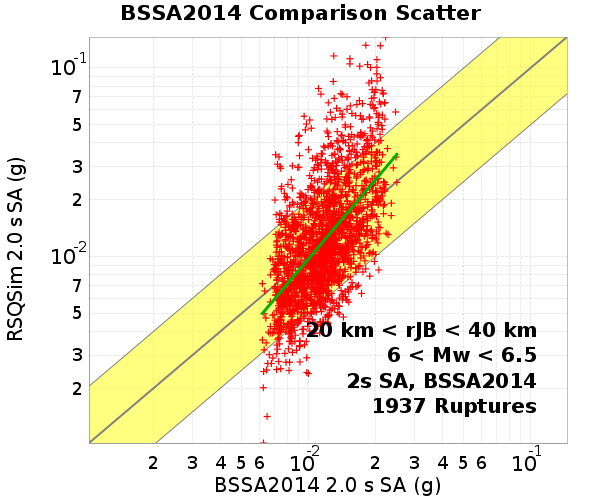 BSSA2014 Comparison Scatter
RSQSim 2.0 s SA (g)
10⁻¹
7
5
3
2
10⁻²
7
5
3
2
20 km < rJB < 40 km
6 < Mw < 6.5
2s SA, BSSA2014
1937 Ruptures
2 3 4 5 6 10⁻² 2 3 4 5 6 10⁻¹
BSSA2014 2.0 s SA (g)